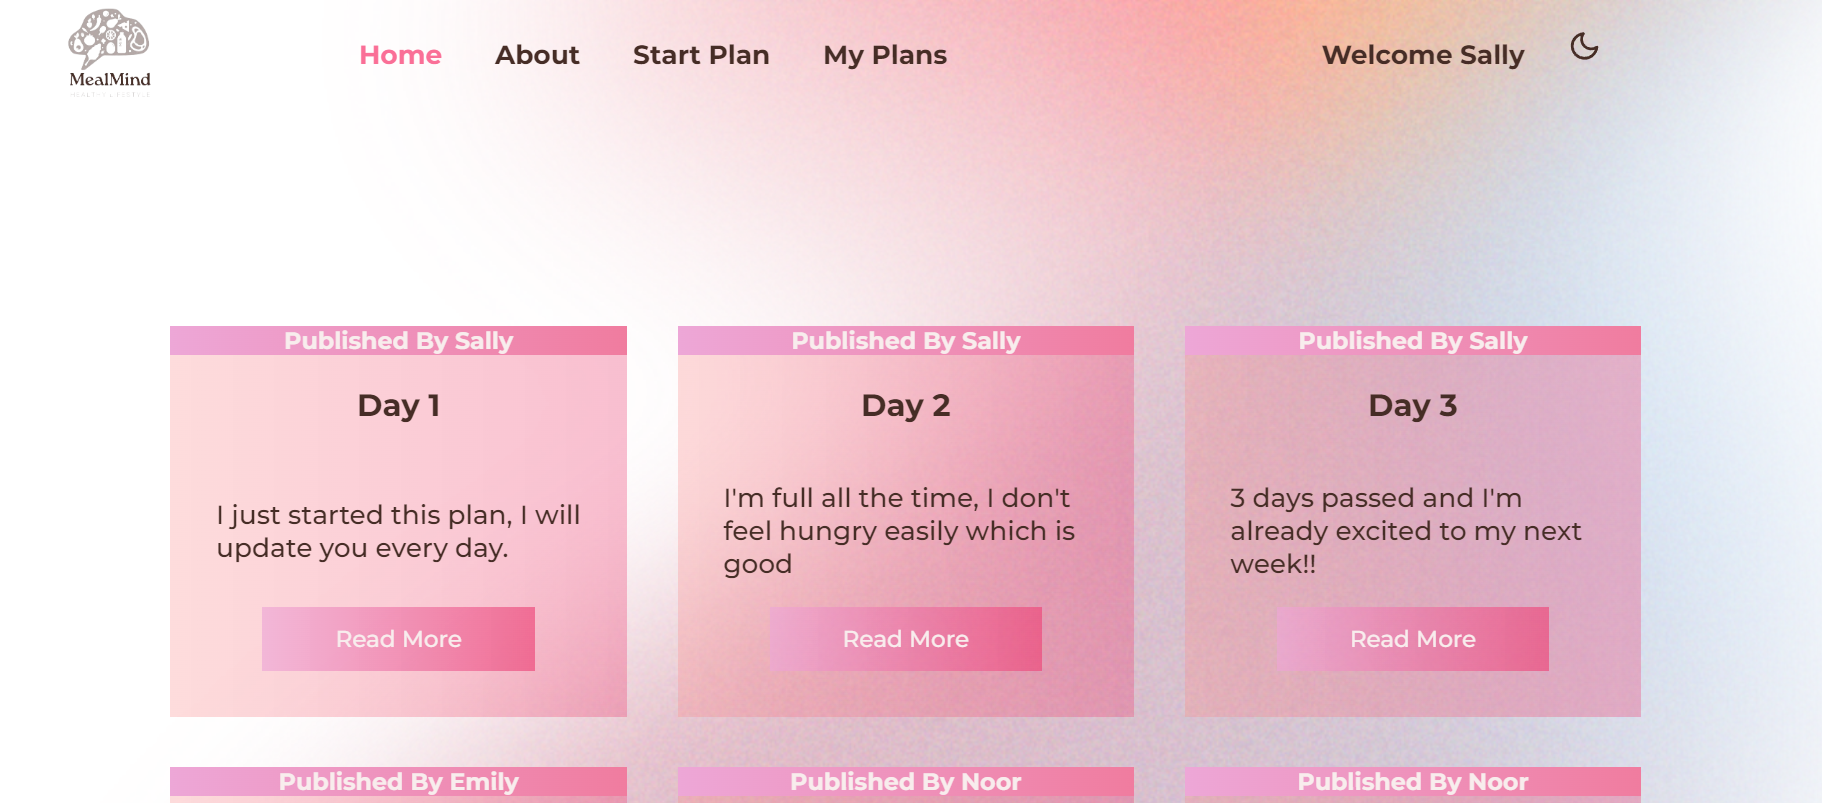 MealMind
Home About Start Plan My Plans Welcome Sally
Published By Sally
Day 1
I just started this plan, I will
update you every day.
Read More
Published By Sally
Day 2
I'm full all the time, I don't
feel hungry easily which is
good
Read More
Published By Sally
Day 3
3 days passed and I'm
already excited to my next
week!!
Read More
Published By Emily
Published By Noor
Published By Noor